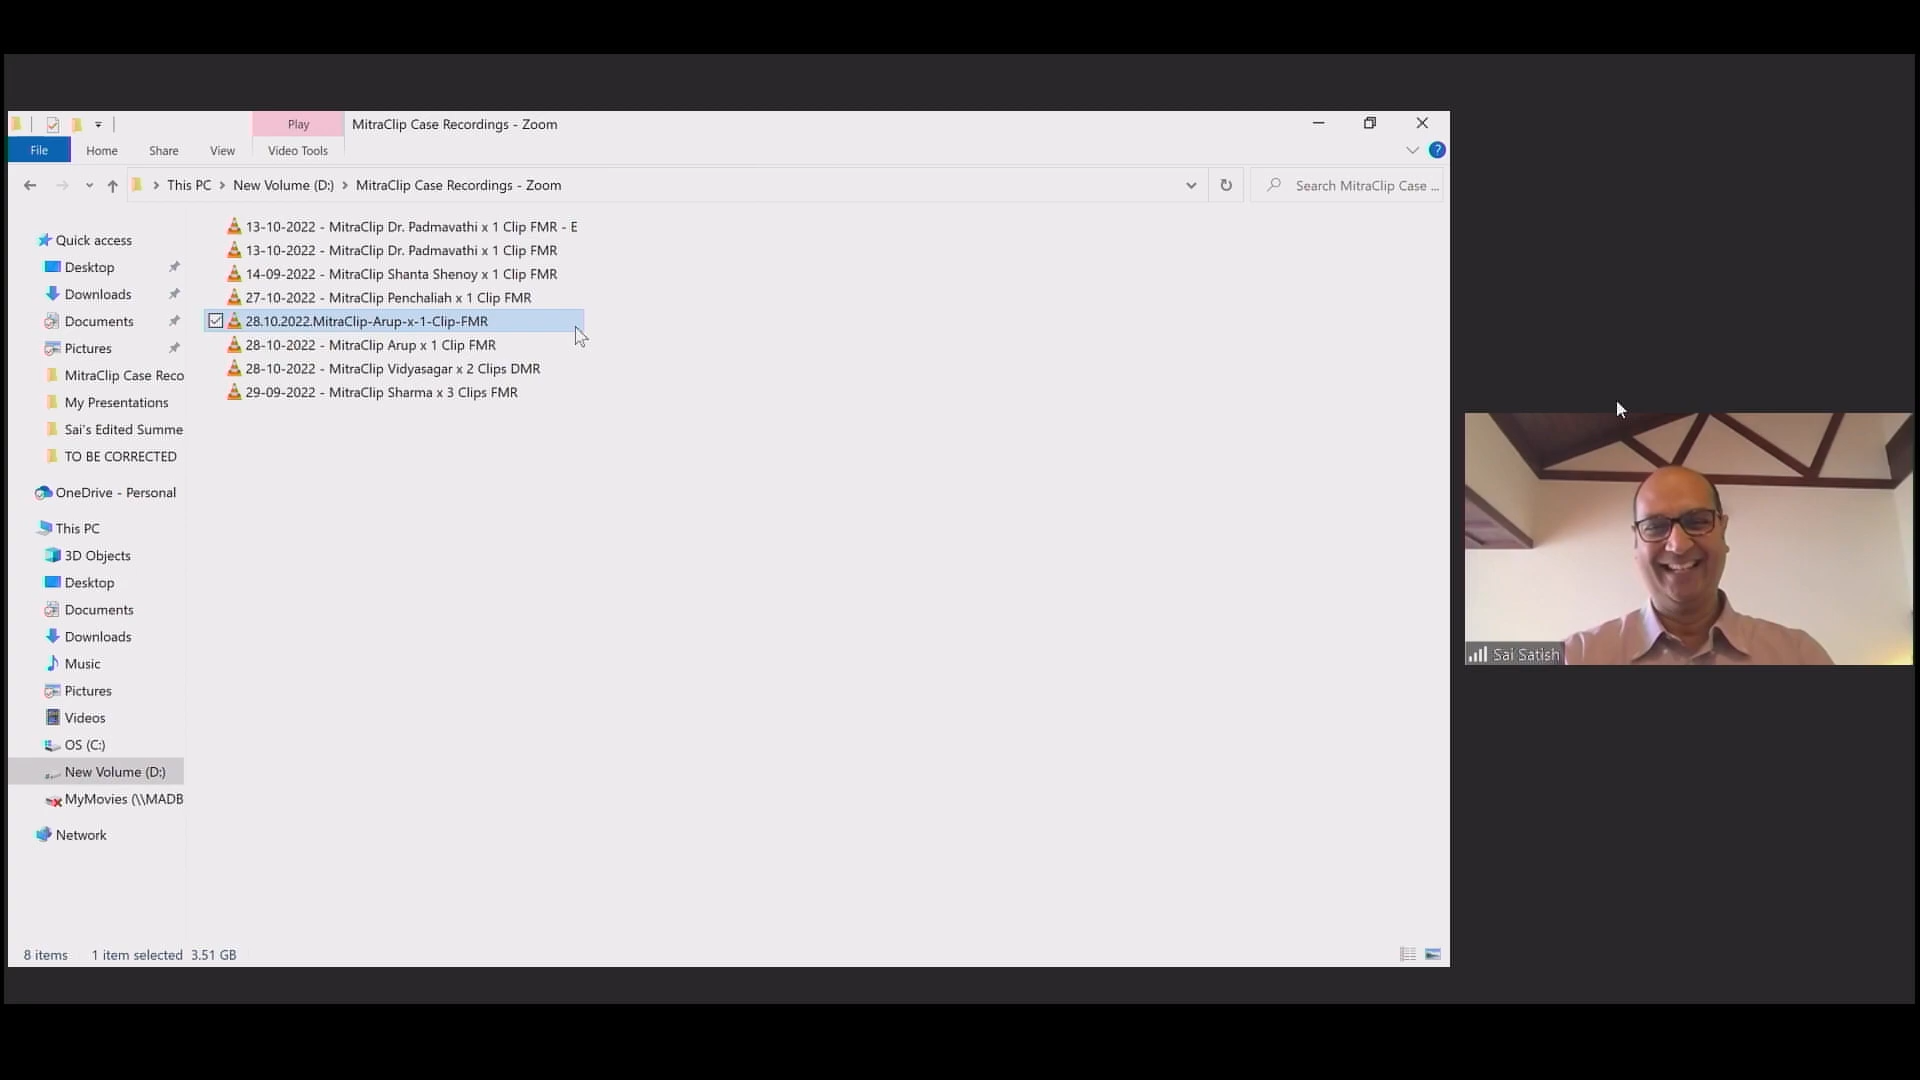 Play
MitraClip Case Recordings - Zoom
File
Home
Share
View
Video Tools
This PC > New Volume (D:) > MitraClip Case Recordings - Zoom
Search MitraClip Case ...
Quick access
Desktop
Downloads
Documents
Pictures
MitraClip Case Reco
My Presentations
Sai's Edited Summe
TO BE CORRECTED
OneDrive - Personal
This PC
3D Objects
Desktop
Documents
Downloads
Music
Pictures
Videos
OS (C:)
New Volume (D:)
MyMovies (\\MADB
Network
13-10-2022 - MitraClip Dr. Padmavathi x 1 Clip FMR - E
13-10-2022 - MitraClip Dr. Padmavathi x 1 Clip FMR
14-09-2022 - MitraClip Shanta Shenoy x 1 Clip FMR
27-10-2022 - MitraClip Penchaliah x 1 Clip FMR
28.10.2022.MitraClip-Arup-x-1-Clip-FMR
28-10-2022 - MitraClip Arup x 1 Clip FMR
28-10-2022 - MitraClip Vidyasagar x 2 Clips DMR
29-09-2022 - MitraClip Sharma x 3 Clips FMR
Sai Satish
8 items
1 item selected 3.51 GB